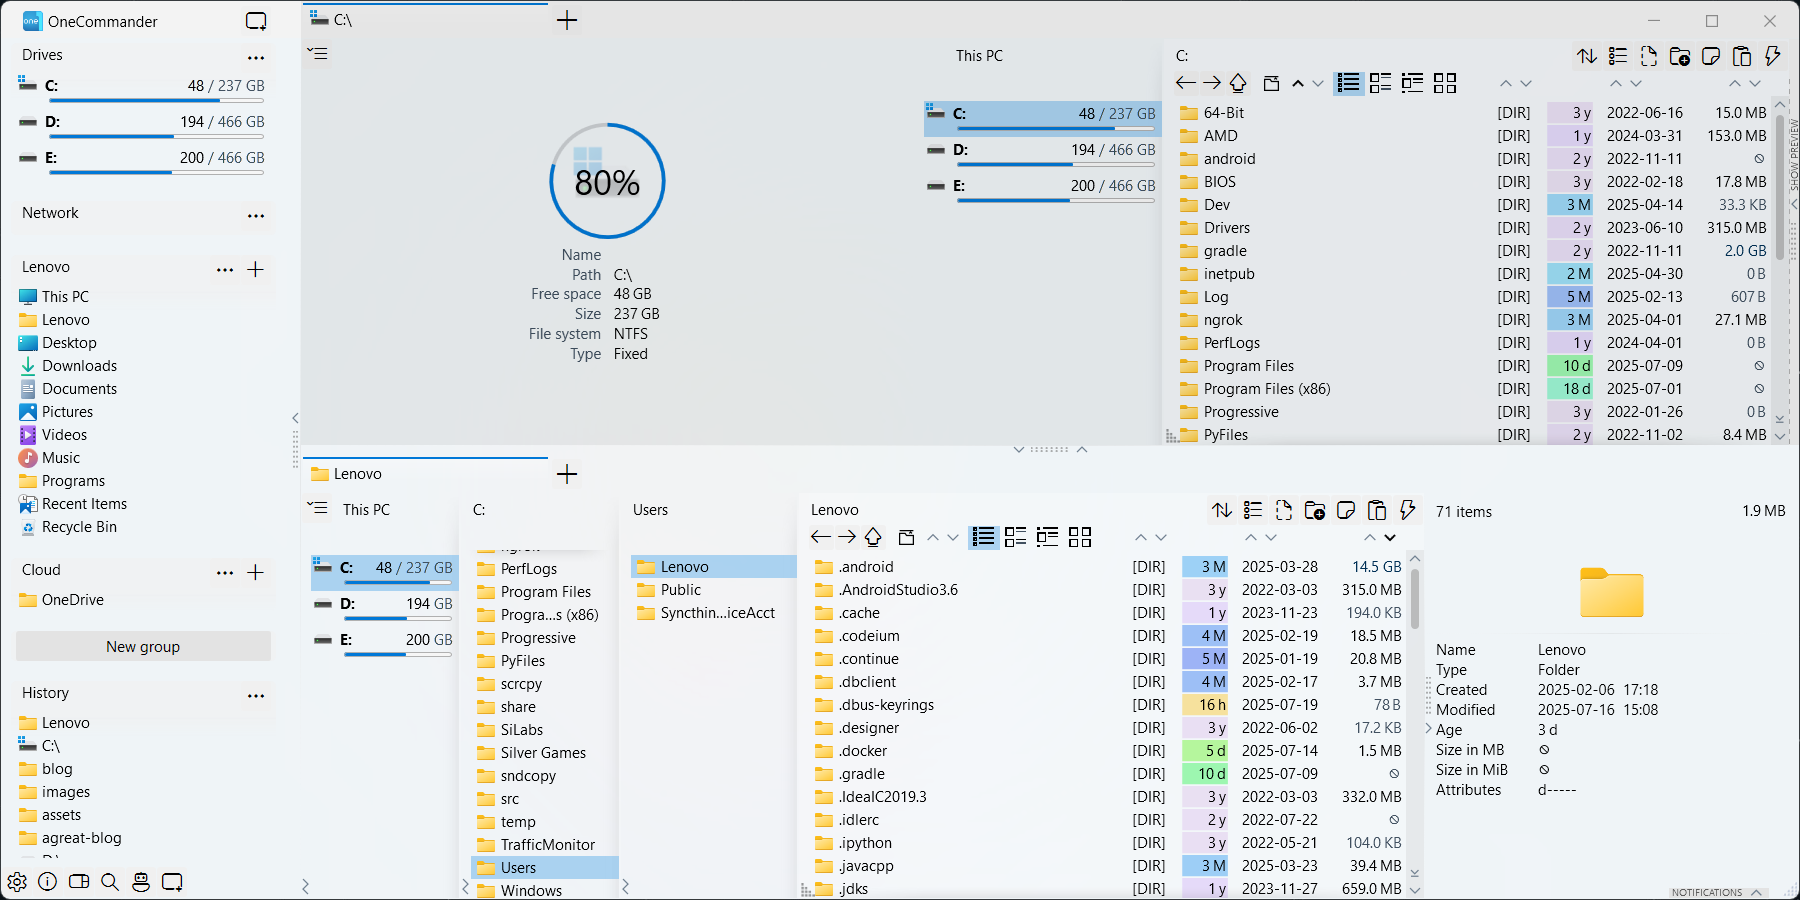 OneCommander
Drives
C: 48 / 237 GB
D: 194 / 466 GB
E: 200 / 466 GB
Network
Lenovo
This PC
Lenovo
Desktop
Downloads
Documents
Pictures
Videos
Music
Programs
Recent Items
Recycle Bin
Cloud
OneDrive
New group
History
Lenovo
C:\
blog
images
assets
agreat-blog
C:\
80%
Name
Path C:\
Free space 48 GB
Size 237 GB
File system NTFS
Type Fixed
This PC
C: 48 / 237 GB
D: 194 / 466 GB
E: 200 / 466 GB
C:
64-Bit [DIR] 3 y 2022-06-16 15.0 MB
AMD [DIR] 1 y 2024-03-31 153.0 MB
android [DIR] 2 y 2022-11-11
BIOS [DIR] 3 y 2022-02-18 17.8 MB
Dev [DIR] 3 M 2025-04-14 33.3 KB
Drivers [DIR] 2 y 2023-06-10 315.0 MB
gradle [DIR] 2 y 2022-11-11 2.0 GB
inetpub [DIR] 2 M 2025-04-30 0 B
Log [DIR] 5 M 2025-02-13 607 B
ngrok [DIR] 3 M 2025-04-01 27.1 MB
PerfLogs [DIR] 1 y 2024-04-01 0 B
Program Files [DIR] 10 d 2025-07-09
Program Files (x86) [DIR] 18 d 2025-07-01
Progressive [DIR] 3 y 2022-01-26 0 B
PyFiles [DIR] 2 y 2022-11-02 8.4 MB
SHOW PREVIEW
Lenovo
This PC
C: 48 / 237 GB
D: 194 GB
E: 200 GB
C:
PerfLogs
Program Files
Progra...s (x86)
Progressive
PyFiles
scrcpy
share
SiLabs
Silver Games
sndcopy
src
temp
TrafficMonitor
Users
Windows
Users
Lenovo
Public
Syncthin...iceAcct
Lenovo
.android [DIR] 3 M 2025-03-28 14.5 GB
.AndroidStudio3.6 [DIR] 3 y 2022-03-03 315.0 MB
.cache [DIR] 1 y 2023-11-23 194.0 KB
.codeium [DIR] 4 M 2025-02-19 18.5 MB
.continue [DIR] 5 M 2025-01-19 20.8 MB
.dbclient [DIR] 4 M 2025-02-17 3.7 MB
.dbus-keyrings [DIR] 16 h 2025-07-19 78 B
.designer [DIR] 3 y 2022-06-02 17.2 KB
.docker [DIR] 5 d 2025-07-14 1.5 MB
.gradle [DIR] 10 d 2025-07-09
.IdealC2019.3 [DIR] 3 y 2022-03-03 332.0 MB
.idlerc [DIR] 2 y 2022-07-22
.ipython [DIR] 3 y 2022-05-21 104.0 KB
.javacpp [DIR] 3 M 2025-03-23 39.4 MB
.jdks [DIR] 1 y 2023-11-27 659.0 MB
71 items 1.9 MB
Name Lenovo
Type Folder
Created 2025-02-06 17:18
Modified 2025-07-16 15:08
Age 3 d
Size in MB
Size in MiB
Attributes d-----
NOTIFICATIONS